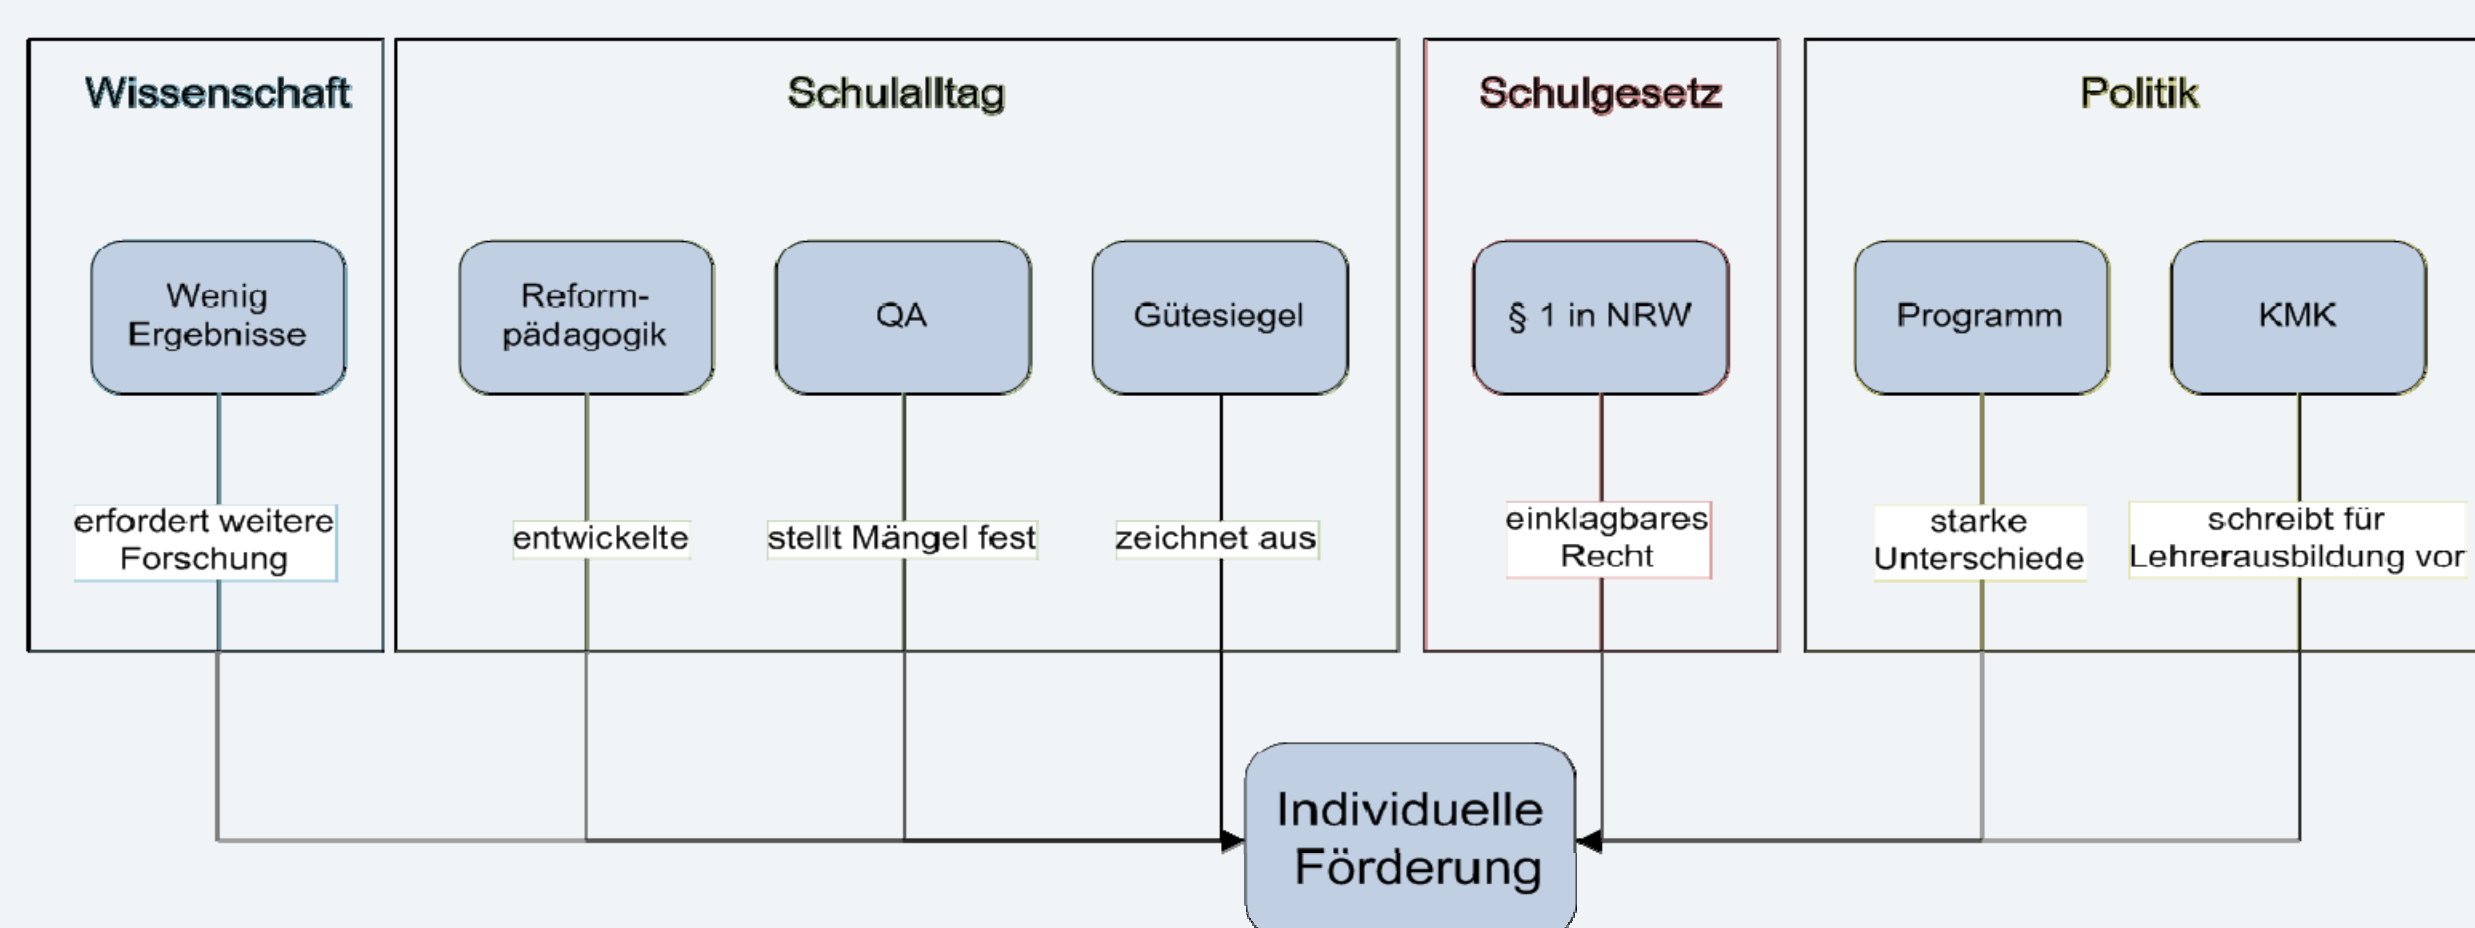 Wissenschaft
Schulalltag
Schulgesetz
Politik
Wenig
Ergebnisse
Reform-
pädagogik
QA
Gütesiegel
§ 1 in NRW
Programm
KMK
erfordert weitere
Forschung
entwickelte
stellt Mängel fest
zeichnet aus
einklagbares
Recht
starke
Unterschiede
schreibt für
Lehrerausbildung vor
Individuelle
Förderung